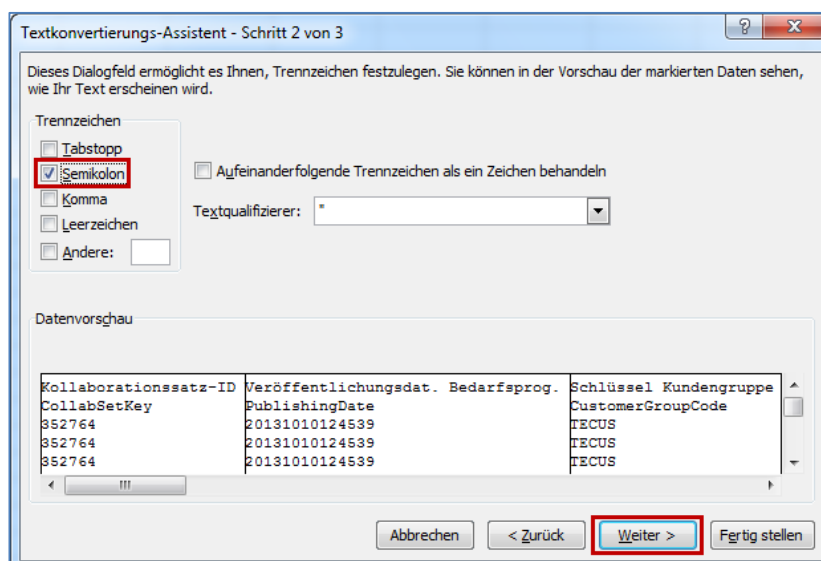 Textkonvertierungs-Assistent - Schritt 2 von 3
Dieses Dialogfeld ermöglicht es Ihnen, Trennzeichen festzulegen. Sie können in der Vorschau der markierten Daten sehen,
wie Ihr Text erscheinen wird.
Trennzeichen
Tabstopp
Semikolon
Komma
Leerzeichen
Andere:
Aufeinanderfolgende Trennzeichen als ein Zeichen behandeln
Textqualifizierer: "
Datenvorschau
Kollaborationssatz-ID Veröffentlichungsdat. Bedarfsprog. Schlüssel Kundengruppe
CollabSetKey PublishingDate CustomerGroupCode
352764 20131010124539 TECUS
352764 20131010124539 TECUS
352764 20131010124539 TECUS
Abbrechen < Zurück Weiter > Fertig stellen